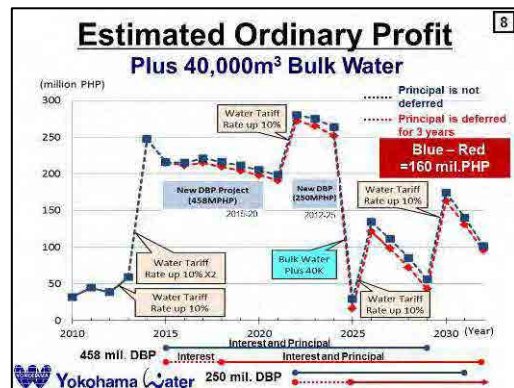 8
Estimated Ordinary Profit
Plus 40,000m³ Bulk Water
(million PHP)
Principal is not
deferred
Principal is deferred
for 3 years
Blue – Red
=160 mil.PHP
300
250
200
150
100
50
0
Water Tariff
Rate up 10%
New DBP Project
(458MPHP)
2015-20
New DBP
(250MPHP)
2012-25
Water Tariff
Rate up 10%
Water Tariff
Rate up 10% X2
Water Tariff
Rate up 10%
Bulk Water
Plus 40K
Water Tariff
Rate up 10%
2010
2015
2020
2025
2030
(Year)
Interest and Principal
458 mil. DBP
Interest
Interest and Principal
250 mil. DBP
YOKOHAMA
Yokohama Water